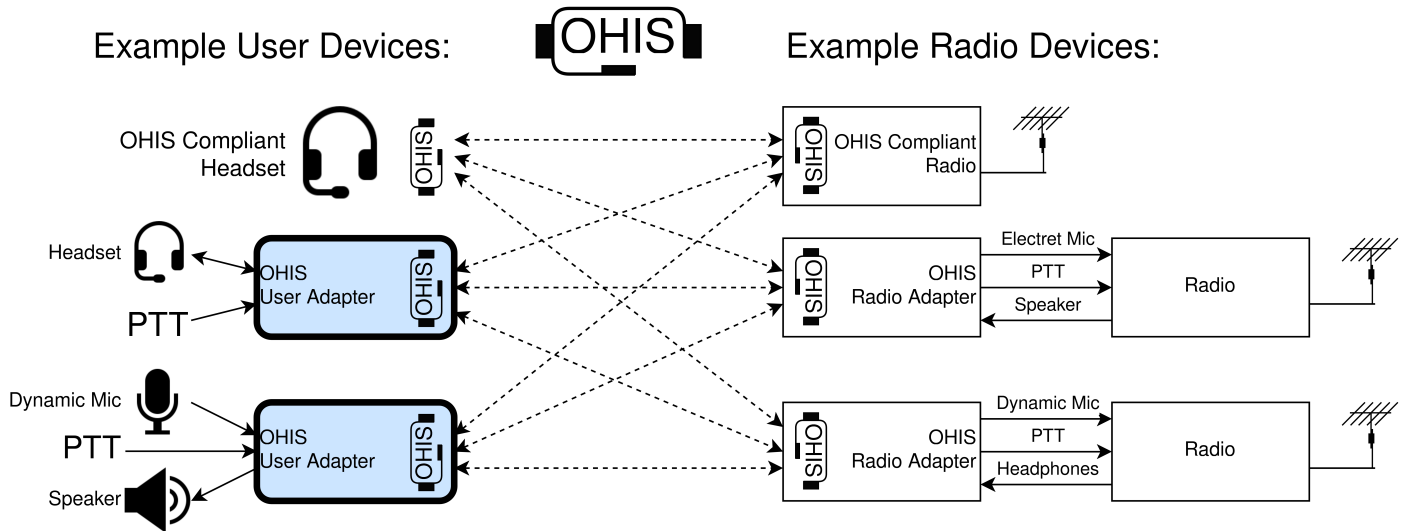 Example User Devices:
OHIS
Example Radio Devices:
OHIS Compliant
Headset
OHIS
OHIS
OHIS Compliant
Radio
Headset
PTT
OHIS
User Adapter
OHIS
OHIS
OHIS
Radio Adapter
Electret Mic
PTT
Speaker
Radio
Dynamic Mic
PTT
Speaker
OHIS
User Adapter
OHIS
OHIS
OHIS
Radio Adapter
Dynamic Mic
PTT
Headphones
Radio